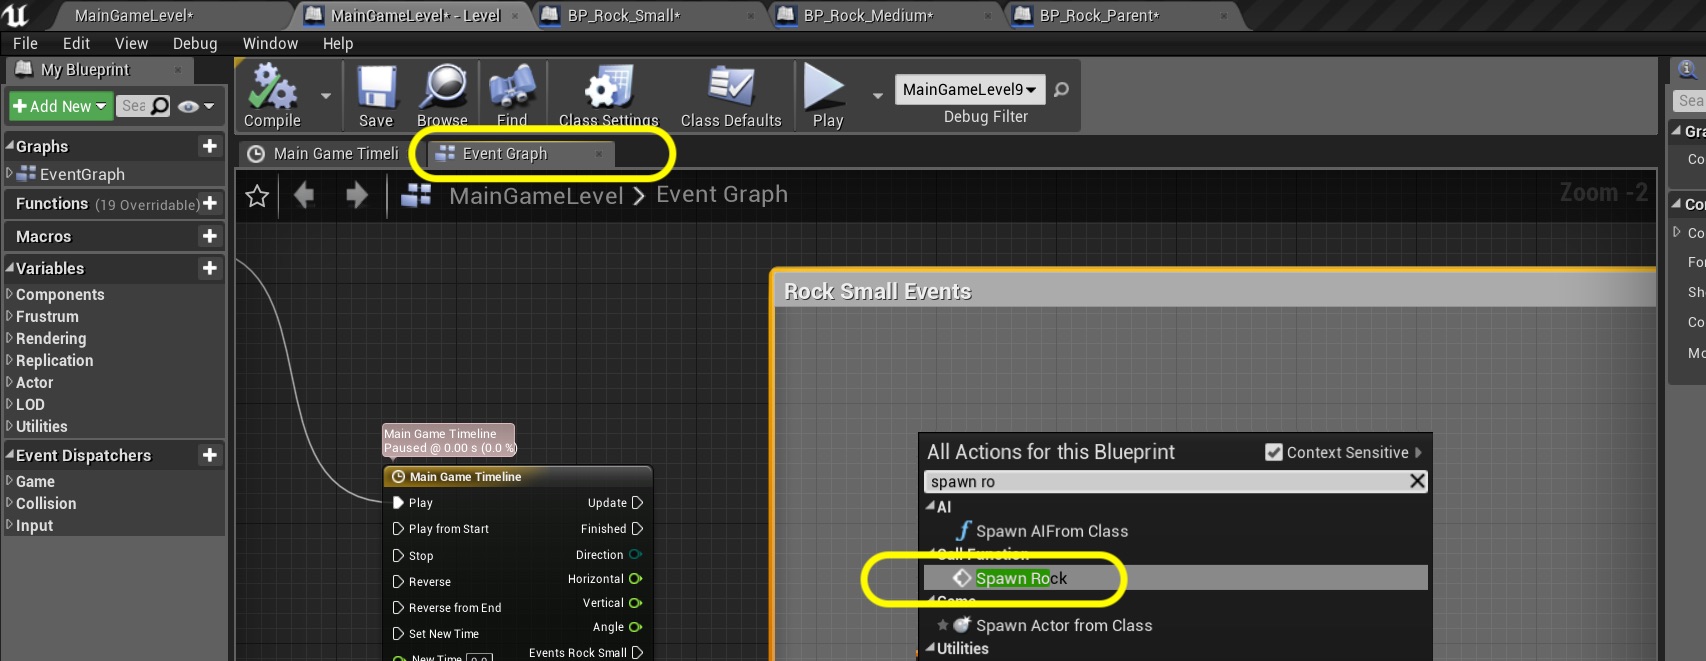 MainGameLevel*
MainGameLevel* - Level
BP_Rock_Small*
BP_Rock_Medium*
BP_Rock_Parent*
File Edit View Debug Window Help
My Blueprint
Add New
Sea
Compile
Save
Browse
Find
Class Settings
Class Defaults
Play
MainGameLevel9
Debug Filter
Sea
Graphs
EventGraph
Functions (19 Overridable)
Macros
Variables
Components
Frustrum
Rendering
Replication
Actor
LOD
Utilities
Event Dispatchers
Game
Collision
Input
Main Game Timeli
Event Graph
MainGameLevel > Event Graph
Zoom -2
Rock Small Events
Main Game Timeline
Paused @ 0.00 s (0.0 %)
Main Game Timeline
Play Update
Play from Start Finished
Stop Direction
Reverse Horizontal
Reverse from End Vertical
Angle
Set New Time
Events Rock Small
New Time 0.0
All Actions for this Blueprint
Context Sensitive
spawn ro
AI
Spawn AIFrom Class
Call Function
Spawn Rock
Game
Spawn Actor from Class
Utilities
Gra
Co
Co
Fo
Sh
Co
Mo